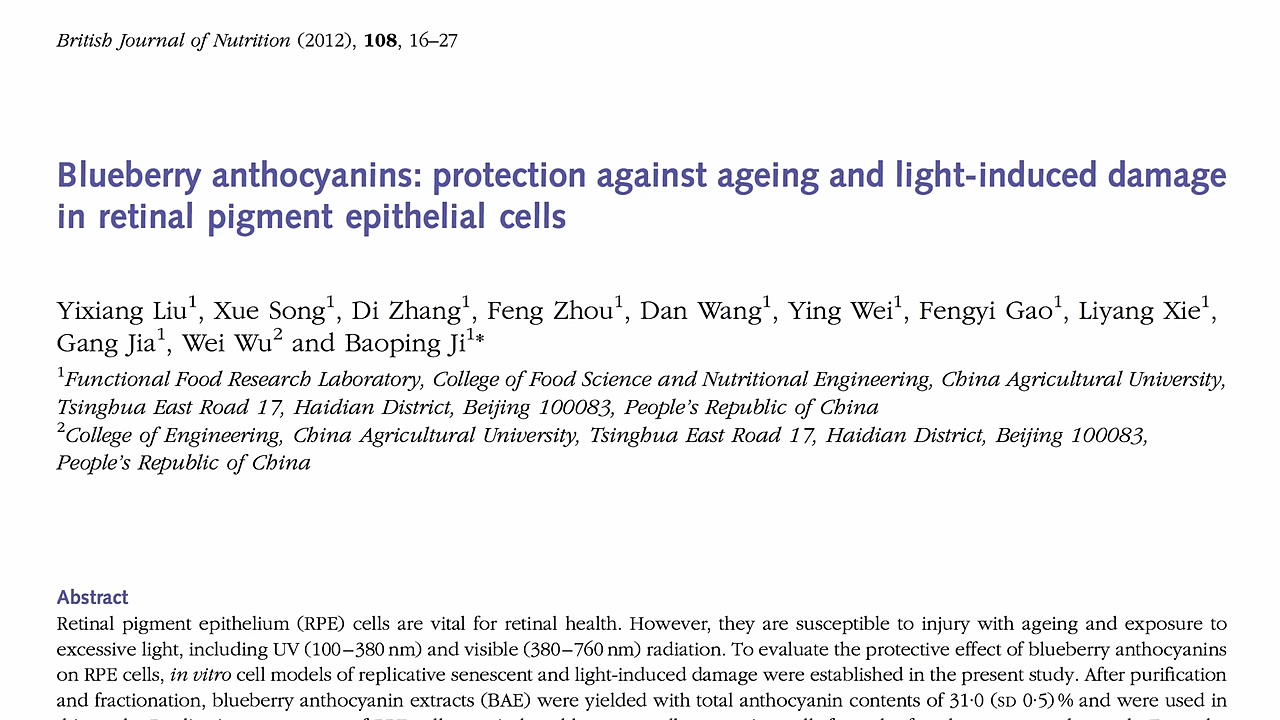 British Journal of Nutrition (2012), 108, 16–27
Blueberry anthocyanins: protection against ageing and light-induced damage
in retinal pigment epithelial cells
Yixiang Liu1, Xue Song1, Di Zhang1, Feng Zhou1, Dan Wang1, Ying Wei1, Fengyi Gao1, Liyang Xie1,
Gang Jia1, Wei Wu2 and Baoping Ji1*
1Functional Food Research Laboratory, College of Food Science and Nutritional Engineering, China Agricultural University,
Tsinghua East Road 17, Haidian District, Beijing 100083, People's Republic of China
2College of Engineering, China Agricultural University, Tsinghua East Road 17, Haidian District, Beijing 100083,
People's Republic of China
Abstract
Retinal pigment epithelium (RPE) cells are vital for retinal health. However, they are susceptible to injury with ageing and exposure to
excessive light, including UV (100–380 nm) and visible (380–760 nm) radiation. To evaluate the protective effect of blueberry anthocyanins
on RPE cells, in vitro cell models of replicative senescent and light-induced damage were established in the present study. After purification
and fractionation, blueberry anthocyanin extracts (BAE) were yielded with total anthocyanin contents of 31·0 (SD 0·5) % and were used in